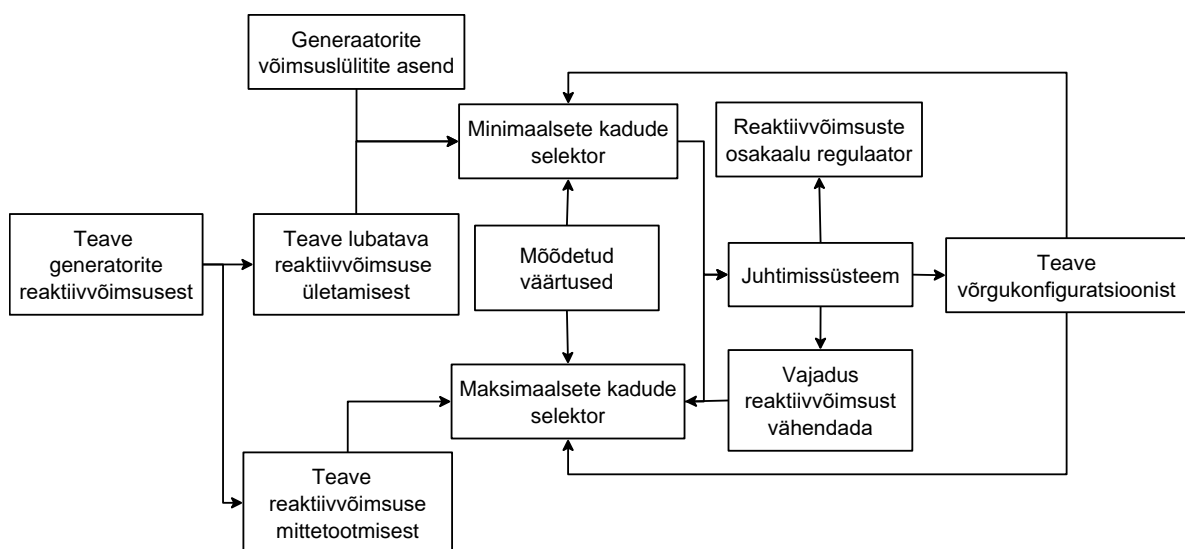 Generaatorite
võimsuslülitite asend
Minimaalsete kadude
selektor
Reaktiivvõimsuste
osakaalu regulaator
Teave
generatorite
reaktiivvõimsusest
Teave lubatava
reaktiivvõimsuse
ületamisest
Mõõdetud
väärtused
Juhtimissüsteem
Teave
võrgukonfiguratsioonist
Maksimaalsete kadude
selektor
Vajadus
reaktiivvõimsust
vähendada
Teave
reaktiivvõimsuse
mittetootmisest